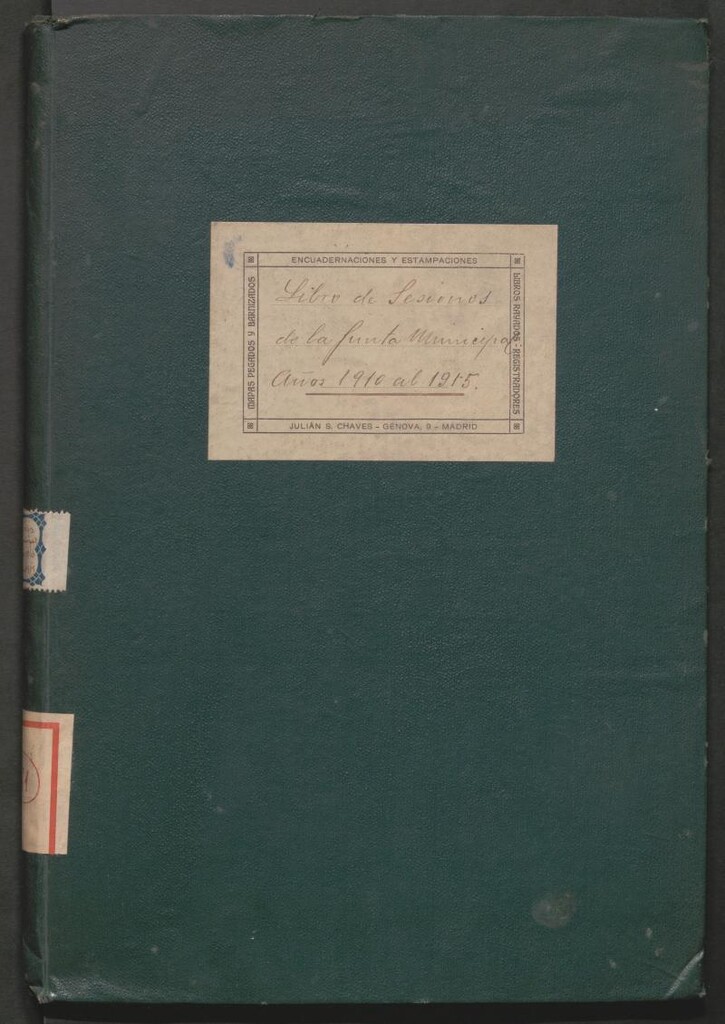 ENCUADERNACIONES Y ESTAMPACIONES
MAPAS PEGADOS Y BARNIZADOS
Libro de Sesiones
de la Junta Municipal
Años 1910 al 1915.
LIBROS RAYADOS - REGISTRADORES
JULIÁN S. CHAVES - GÉNOVA, 9 - MADRID